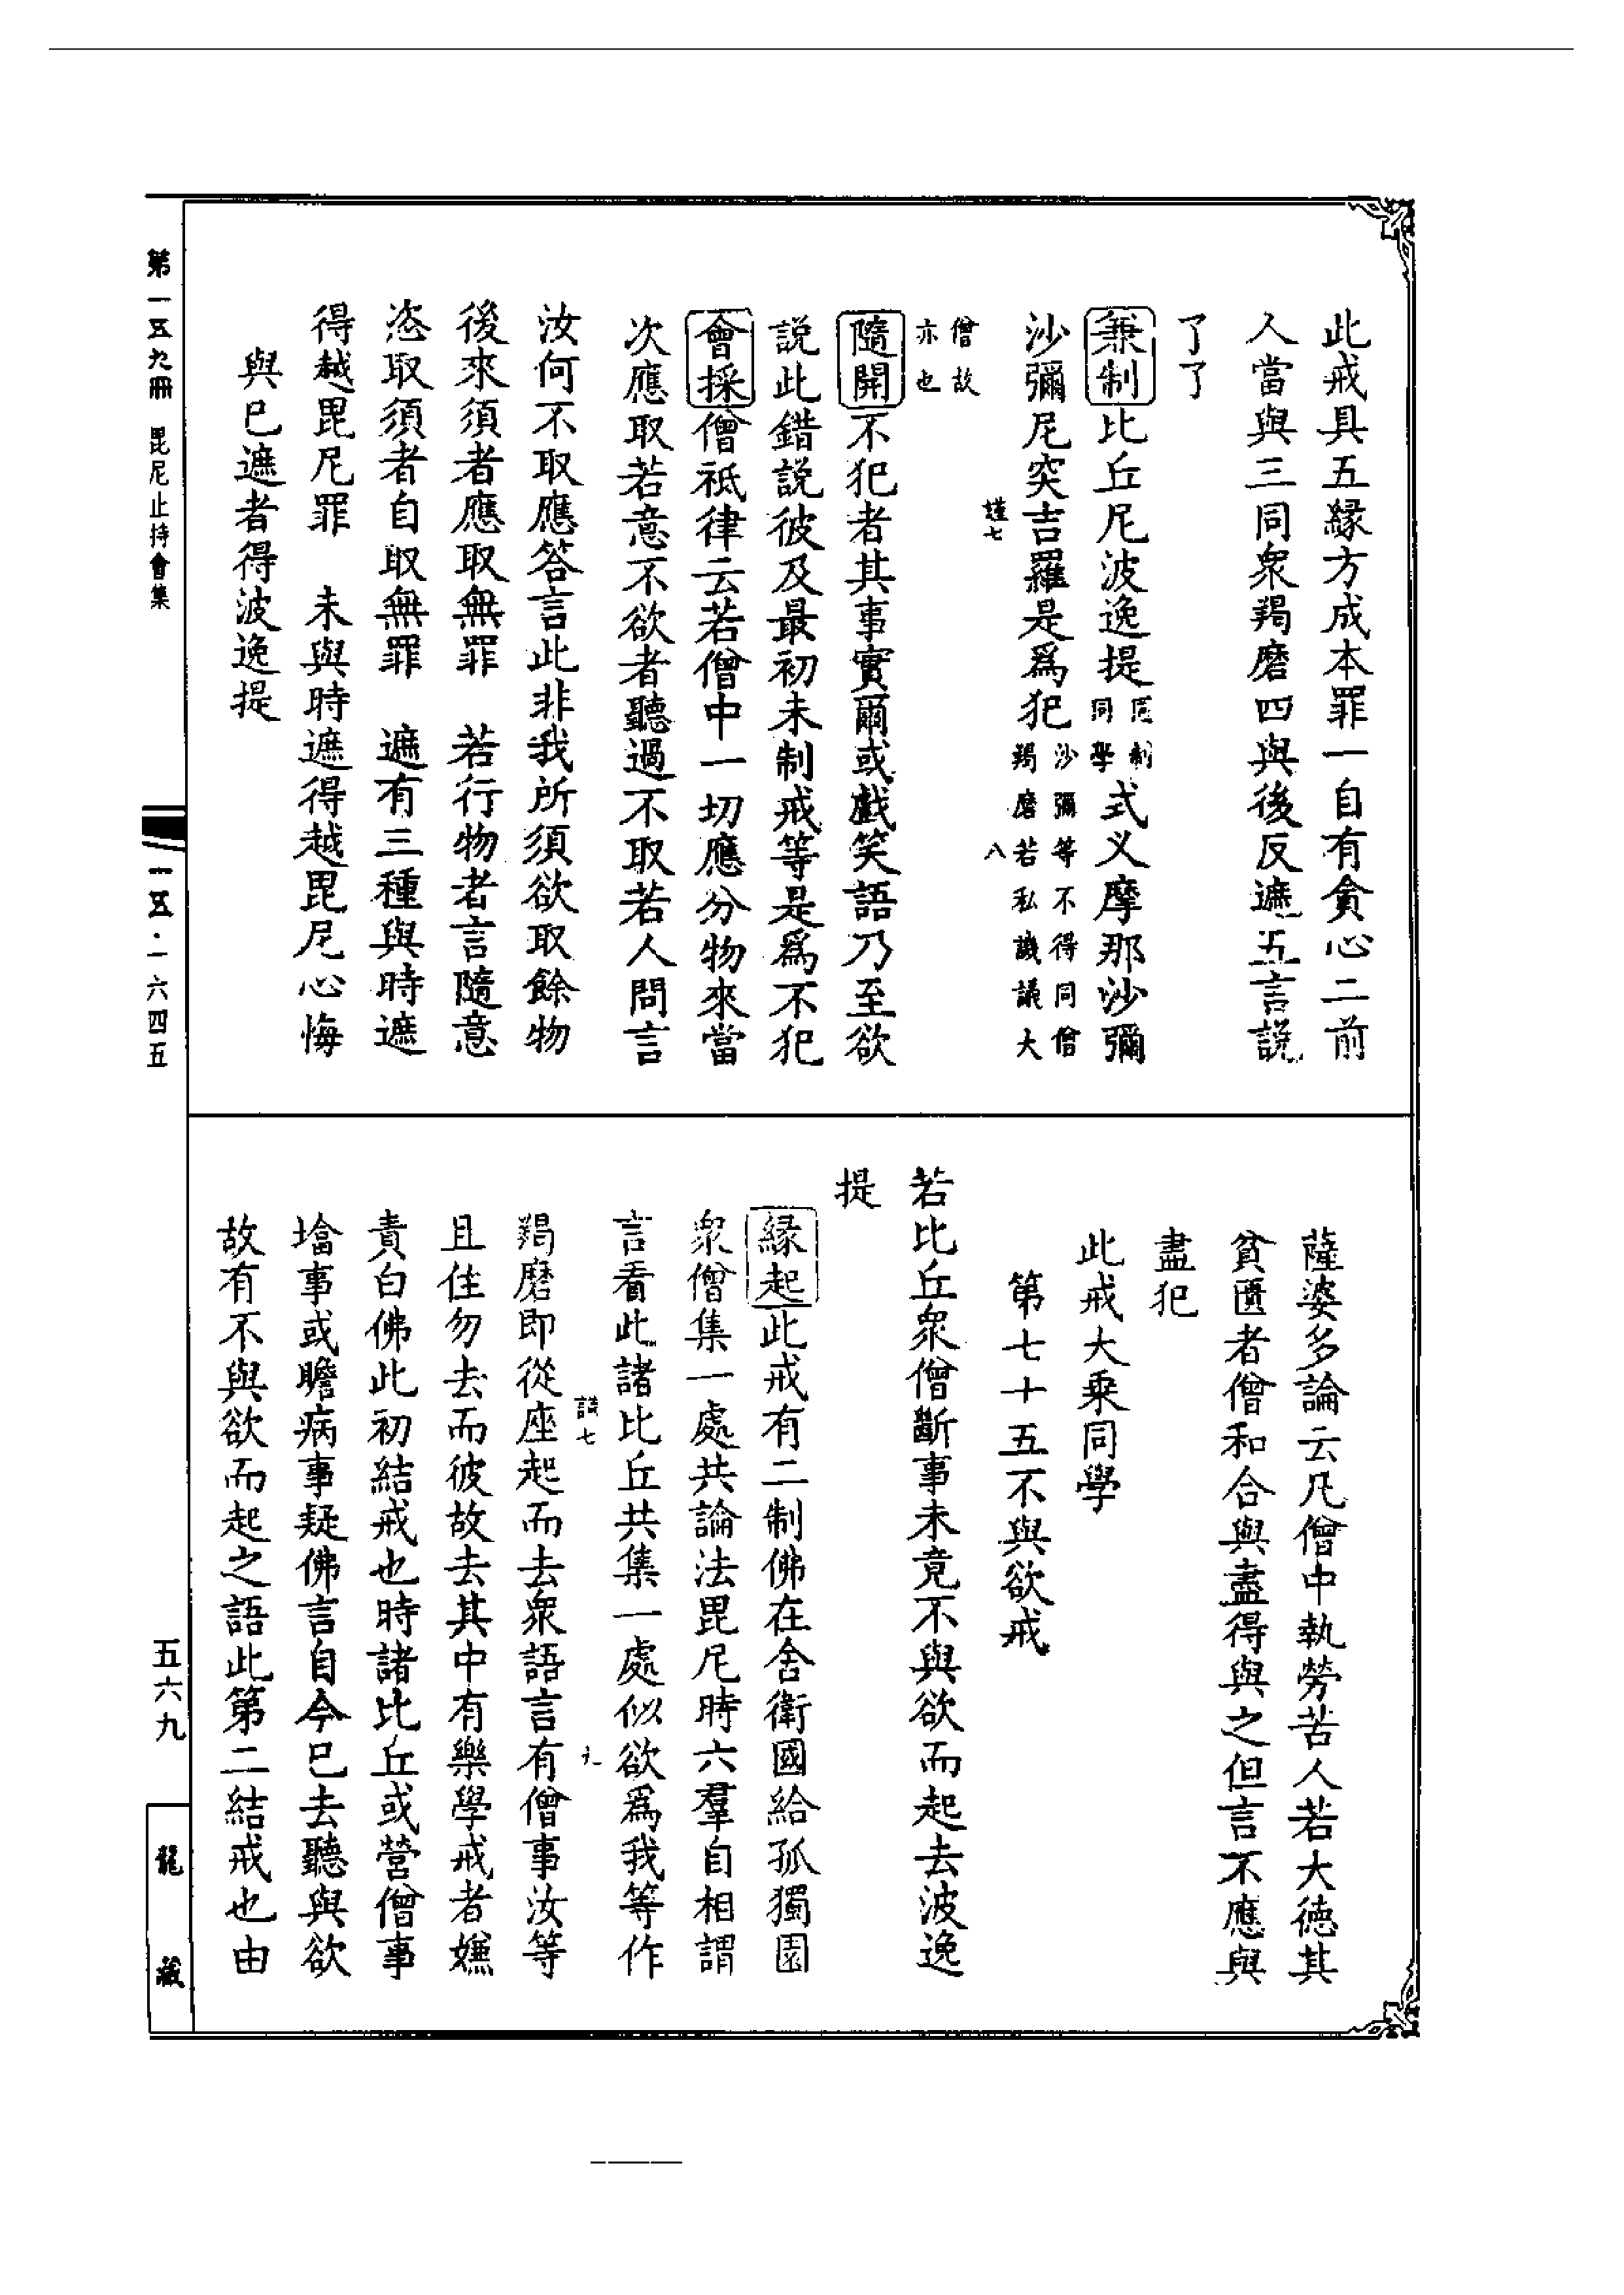 此戒具五緣方成本罪一自有貪心二前
人當與三同衆羯磨四與後反遮五言說
了了
兼制比丘尼波逸提同制同學式义摩那沙彌
沙彌尼突吉羅是爲犯沙彌等不得同僧羯磨若私議議大
僧故亦也
隨開不犯者其事實爾或戲笑語乃至欲
説此錯説彼及最初未制戒等是爲不犯
會採僧祇律云若僧中一切應分物來當
次應取若意不欲者聽過不取若人問言
汝何不取應答言此非我所須欲取餘物
後來須者應取無罪　若行物者言隨意
恣取須者自取無罪　遮有三種與時遮
得越毘尼罪　未與時遮得越毘尼心悔
與已遮者得波逸提
薩婆多論云凡僧中執勞苦人若大德其
貧匱者僧和合與盡得與之但言不應與
盡犯
此戒大乗同學
第七十五不與欲戒
若比丘衆僧斷事未竟不與欲而起去波逸
提
緣起此戒有二制佛在舍衛國給孤獨園
衆僧集一處共論法毘尼時六羣自相謂
言看此諸比丘共集一處似欲爲我等作
羯磨即從座起而去衆語言有僧事汝等
且住勿去而彼故去其中有樂學戒者嫌
責白佛此初結戒也時諸比丘或營僧事
墖事或瞻病事疑佛言自今已去聽與欲
故有不與欲而起之語此第二結戒也由
第一五九冊　毘尼止持會集
一五·一六四五
五六九
龍藏